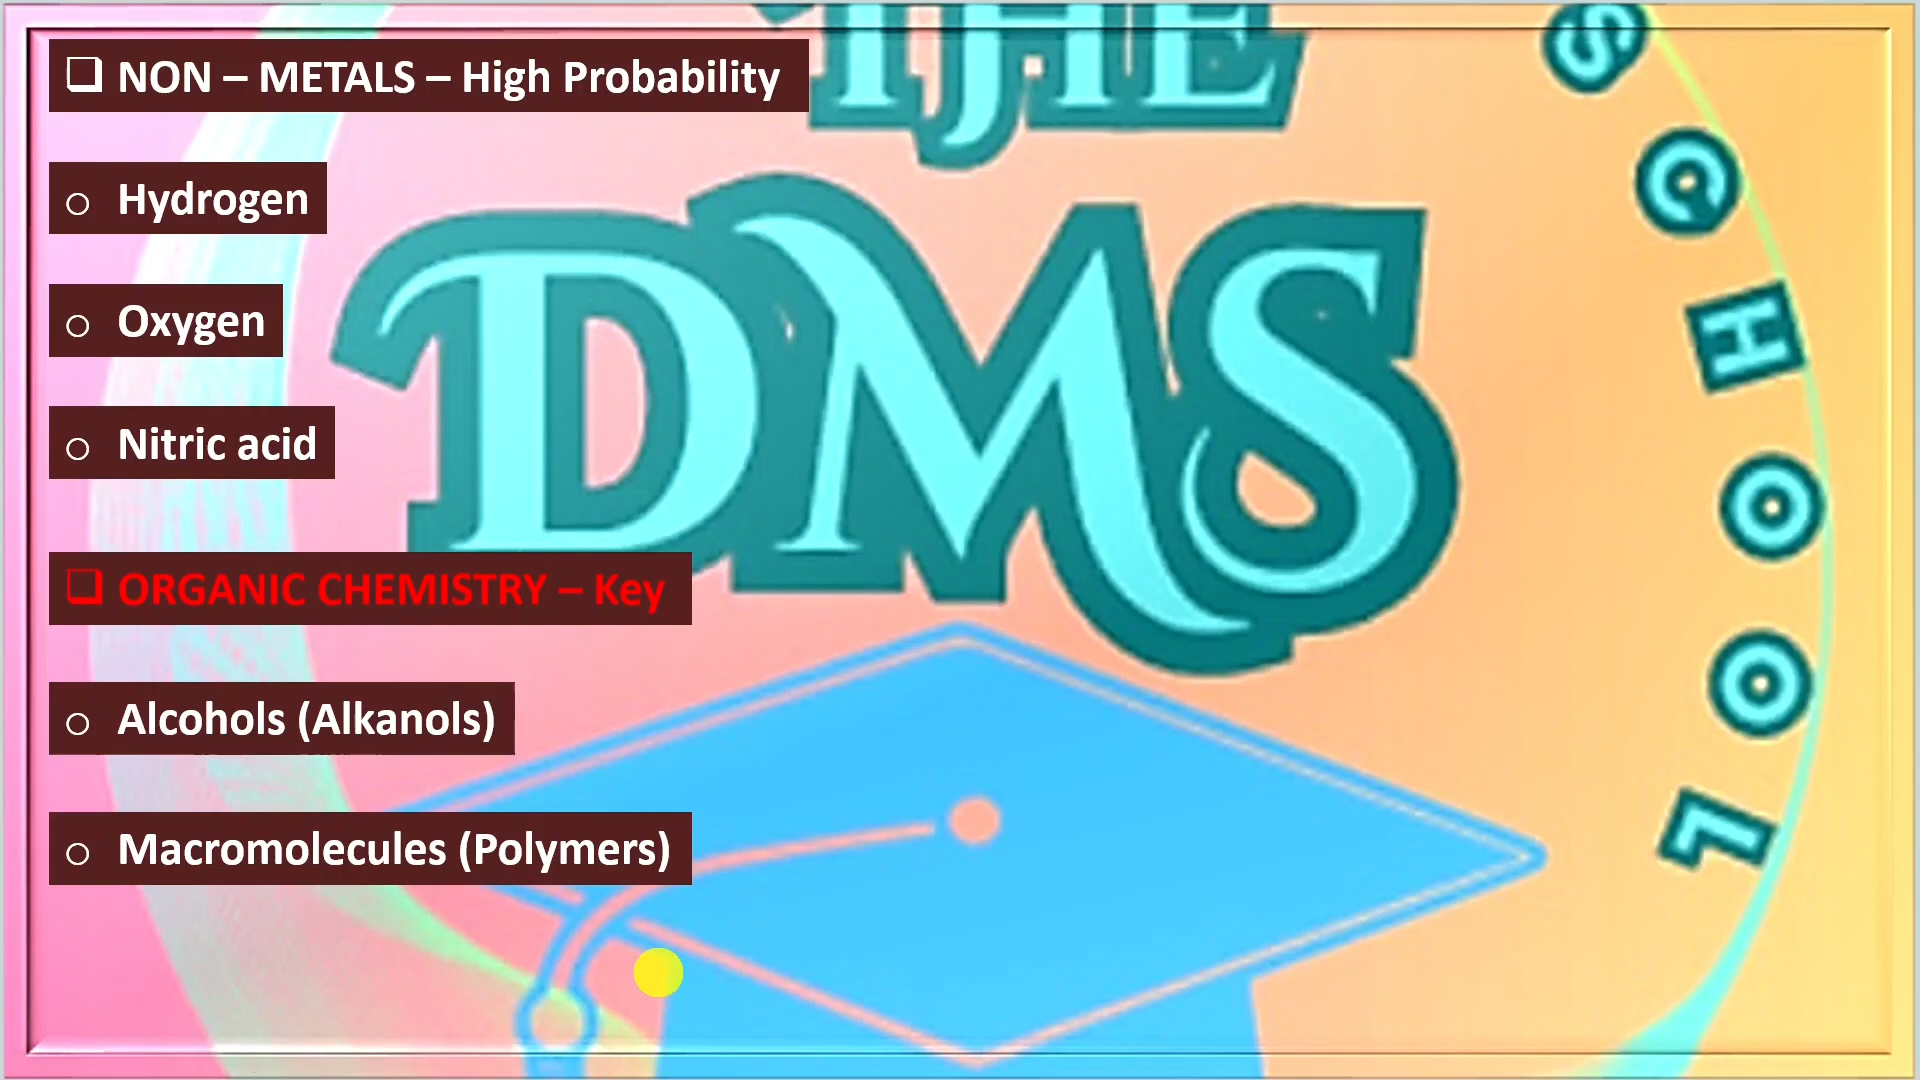 THE
❑ NON – METALS – High Probability
○ Hydrogen
○ Oxygen
○ Nitric acid
DMS
SCHOOL
❑ ORGANIC CHEMISTRY – Key
○ Alcohols (Alkanols)
○ Macromolecules (Polymers)